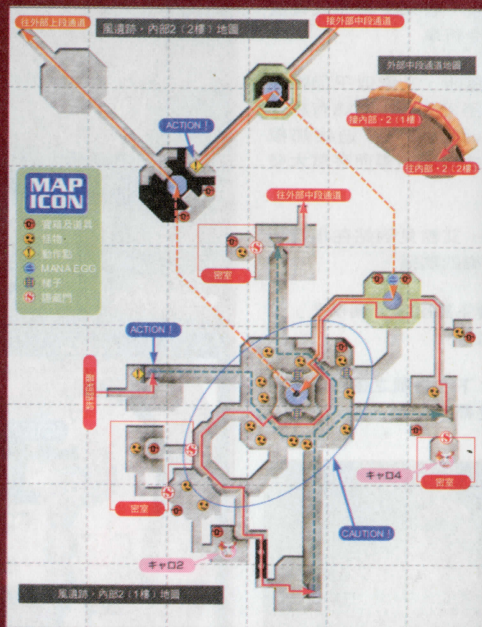 往外部上段通道
風遺跡・內部2（2樓）地圖
接外部中段通道
外部中段通道地圖
ACTION！
接內部・2（1樓）
往內部・2（2樓）
MAP
ICON
寶箱及道具
怪物
動作點
MANA EGG
梯子
隱藏門
往外部中段通道
密室
ACTION！
密室
キャロ4
密室
キャロ2
CAUTION！
風遺跡・內部2（1樓）地圖